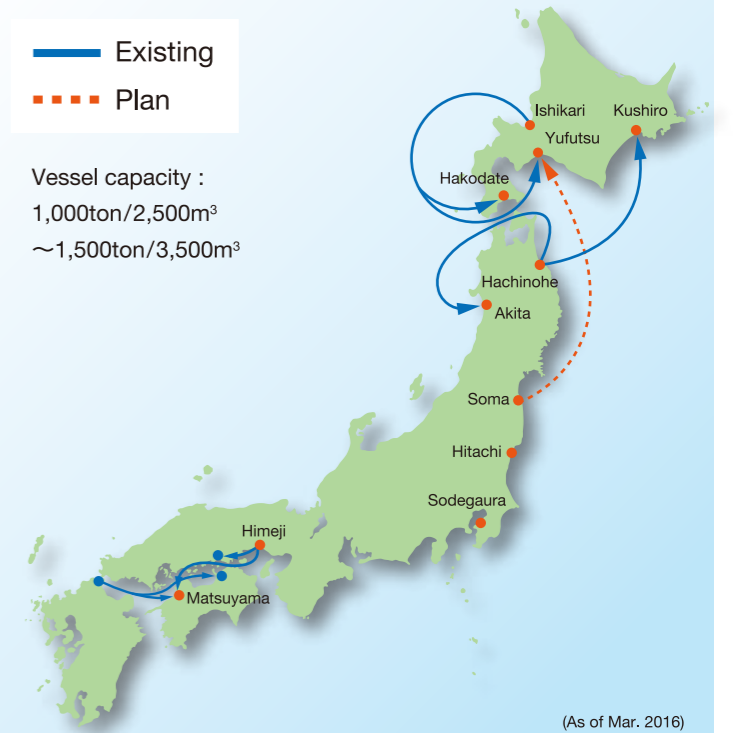 Existing
Plan
Vessel capacity :
1,000ton/2,500m³
～1,500ton/3,500m³
Ishikari
Kushiro
Yufutsu
Hakodate
Hachinohe
Akita
Soma
Hitachi
Sodegaura
Himeji
Matsuyama
(As of Mar. 2016)